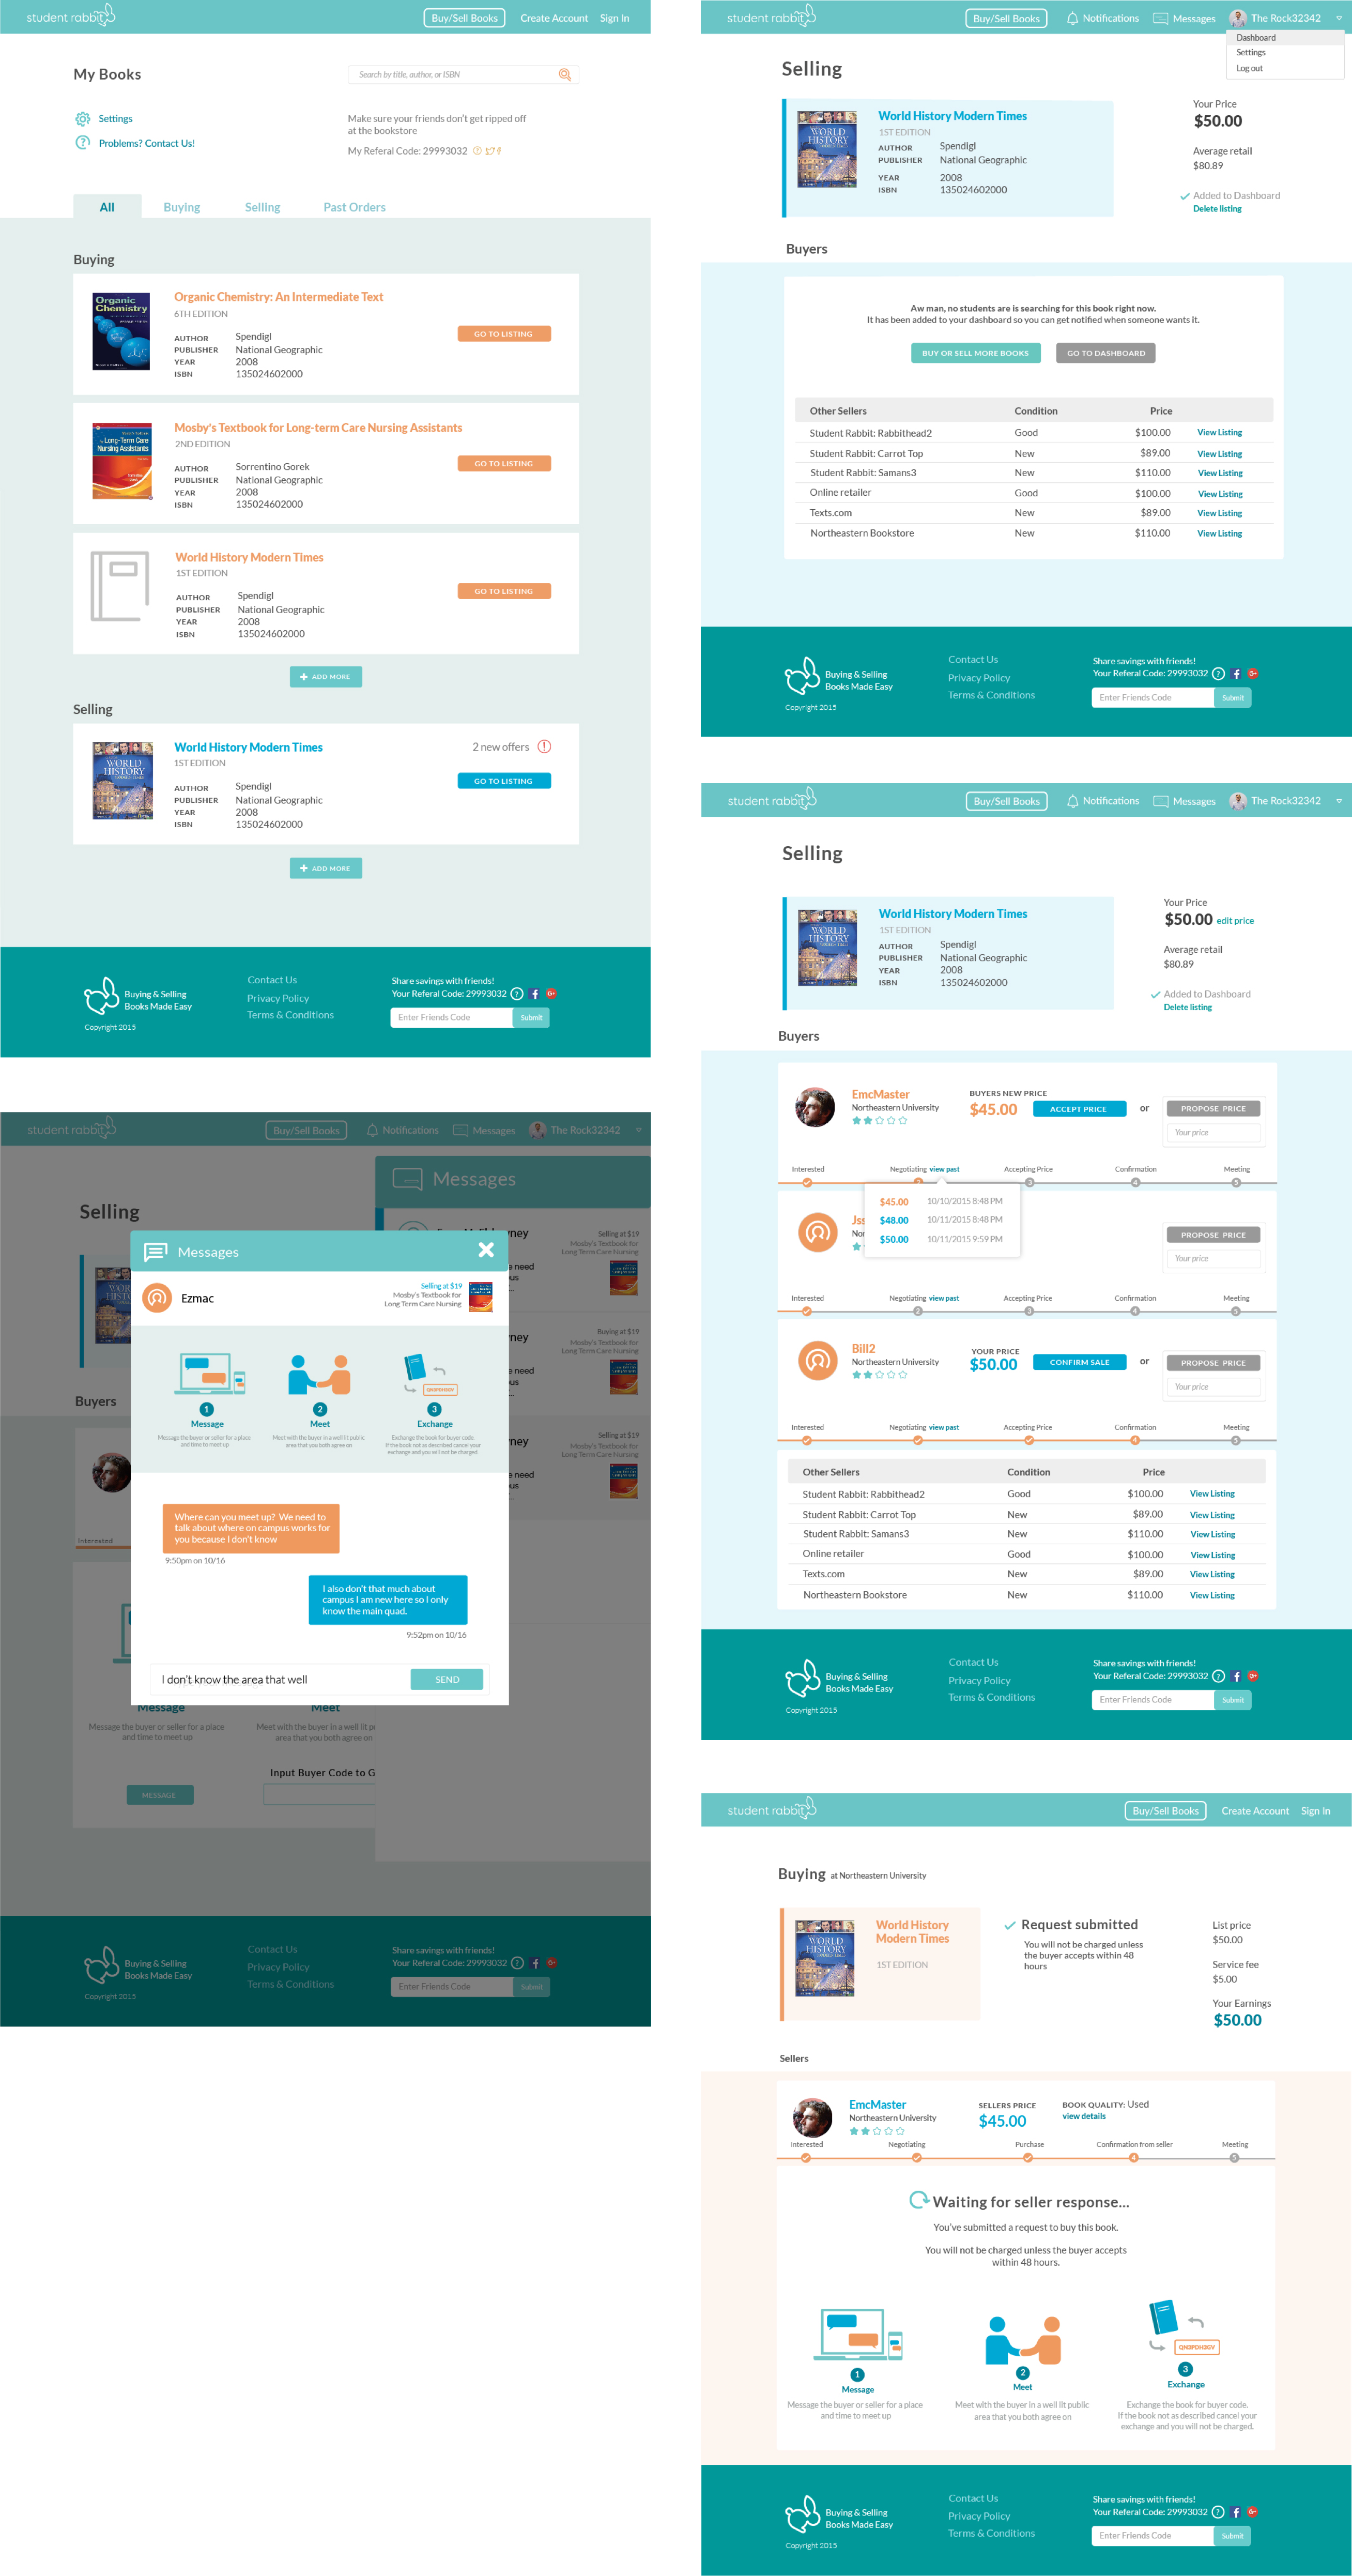 student rabbit
Buy/Sell Books Create Account Sign In
My Books
Search by title, author, or ISBN
Settings
Problems? Contact Us!
Make sure your friends don't get ripped off
at the bookstore
My Referal Code: 29993032
All Buying Selling Past Orders
Buying
Organic Chemistry
Organic Chemistry: An Intermediate Text
6TH EDITION
GO TO LISTING
AUTHOR Spendigl
PUBLISHER National Geographic
YEAR 2008
ISBN 135024602000
Long-Term Care
Nursing Assistants
Mosby's Textbook for Long-term Care Nursing Assistants
2ND EDITION
GO TO LISTING
AUTHOR Sorrentino Gorek
PUBLISHER National Geographic
YEAR 2008
ISBN 135024602000
World History Modern Times
1ST EDITION
GO TO LISTING
AUTHOR Spendigl
PUBLISHER National Geographic
YEAR 2008
ISBN 135024602000
ADD MORE
Selling
WORLD HISTORY
World History Modern Times
2 new offers
1ST EDITION
GO TO LISTING
AUTHOR Spendigl
PUBLISHER National Geographic
YEAR 2008
ISBN 135024602000
ADD MORE
Buying & Selling
Books Made Easy
Copyright 2015
Contact Us
Privacy Policy
Terms & Conditions
Share savings with friends!
Your Referal Code: 29993032
Enter Friends Code Submit
student rabbit
Buy/Sell Books Notifications Messages The Rock32342
Messages
Selling
Buyers
Interested
Messages
Ezmac
Selling at $19
Mosby's Textbook for
Long Term Care Nursing
1
Message
Message the buyer or seller for a place
and time to meet up
2
Meet
Meet with the buyer in a well lit public
area that you both agree on
3
Exchange
Exchange the book for buyer code.
If the book not as described cancel your
exchange and you will not be charged.
Where can you meet up? We need to
talk about where on campus works for
you because I don't know
9:50pm on 10/16
I also don't that much about
campus I am new here so I only
know the main quad.
9:52pm on 10/16
I don't know the area that well
SEND
Selling at $19
Mosby's Textbook for
Long Term Care Nursing
Buying at $19
Mosby's Textbook for
Long Term Care Nursing
Selling at $19
Mosby's Textbook for
Long Term Care Nursing
Message
Message the buyer or seller for a place
and time to meet up
MESSAGE
Meet
Meet with the buyer in a well lit
area that you both agree on
Input Buyer Code to G
Buying & Selling
Books Made Easy
Copyright 2015
Contact Us
Privacy Policy
Terms & Conditions
Share savings with friends!
Your Referal Code: 29993032
Enter Friends Code Submit
student rabbit
Buy/Sell Books Notifications Messages The Rock32342
Dashboard
Settings
Log out
Selling
WORLD HISTORY
World History Modern Times
1ST EDITION
AUTHOR Spendigl
PUBLISHER National Geographic
YEAR 2008
ISBN 135024602000
Your Price
$50.00
Average retail
$80.89
Added to Dashboard
Delete listing
Buyers
Aw man, no students are is searching for this book right now.
It has been added to your dashboard so you can get notified when someone wants it.
BUY OR SELL MORE BOOKS GO TO DASHBOARD
Other Sellers Condition Price
Student Rabbit: Rabbithead2 Good $100.00 View Listing
Student Rabbit: Carrot Top New $89.00 View Listing
Student Rabbit: Samans3 New $110.00 View Listing
Online retailer Good $100.00 View Listing
Texts.com New $89.00 View Listing
Northeastern Bookstore New $110.00 View Listing
Buying & Selling
Books Made Easy
Copyright 2015
Contact Us
Privacy Policy
Terms & Conditions
Share savings with friends!
Your Referal Code: 29993032
Enter Friends Code Submit
student rabbit
Buy/Sell Books Notifications Messages The Rock32342
Selling
WORLD HISTORY
World History Modern Times
1ST EDITION
AUTHOR Spendigl
PUBLISHER National Geographic
YEAR 2008
ISBN 135024602000
Your Price
$50.00 edit price
Average retail
$80.89
Added to Dashboard
Delete listing
Buyers
EmcMaster
Northeastern University
BUYERS NEW PRICE
$45.00 ACCEPT PRICE or PROPOSE PRICE
Your price
Interested Negotiating view past Accepting Price Confirmation Meeting
3 4 5
$45.00 10/10/2015 8:48 PM
$48.00 10/11/2015 8:48 PM
$50.00 10/11/2015 9:59 PM
PROPOSE PRICE
Your price
Interested Negotiating view past Accepting Price Confirmation Meeting
2 3 4 5
Bill2
Northeastern University
YOUR PRICE
$50.00 CONFIRM SALE or PROPOSE PRICE
Your price
Interested Negotiating view past Accepting Price Confirmation Meeting
4 5
Other Sellers Condition Price
Student Rabbit: Rabbithead2 Good $100.00 View Listing
Student Rabbit: Carrot Top New $89.00 View Listing
Student Rabbit: Samans3 New $110.00 View Listing
Online retailer Good $100.00 View Listing
Texts.com New $89.00 View Listing
Northeastern Bookstore New $110.00 View Listing
Buying & Selling
Books Made Easy
Copyright 2015
Contact Us
Privacy Policy
Terms & Conditions
Share savings with friends!
Your Referal Code: 29993032
Enter Friends Code Submit
student rabbit
Buy/Sell Books Create Account Sign In
Buying at Northeastern University
WORLD HISTORY
World History
Modern Times
1ST EDITION
Request submitted
You will not be charged unless
the buyer accepts within 48
hours
List price
$50.00
Service fee
$5.00
Your Earnings
$50.00
Sellers
EmcMaster
Northeastern University
SELLERS PRICE
$45.00
BOOK QUALITY: Used
view details
Interested Negotiating Purchase Confirmation from seller Meeting
4 5
Waiting for seller response...
You've submitted a request to buy this book.
You will not be charged unless the buyer accepts
within 48 hours.
1
Message
Message the buyer or seller for a place
and time to meet up
2
Meet
Meet with the buyer in a well lit public
area that you both agree on
QN3PDH2GV
3
Exchange
Exchange the book for buyer code.
If the book not as described cancel your
exchange and you will not be charged.
Buying & Selling
Books Made Easy
Copyright 2015
Contact Us
Privacy Policy
Terms & Conditions
Share savings with friends!
Your Referal Code: 29993032
Enter Friends Code Submit